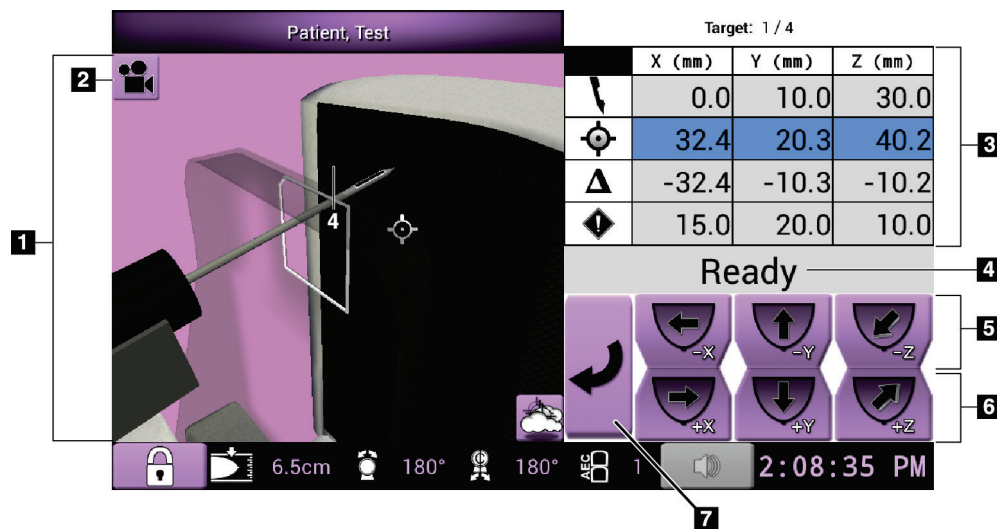 Patient, Test
Target: 1 / 4
X (mm) Y (mm) Z (mm)
0.0 10.0 30.0
32.4 20.3 40.2
Δ -32.4 -10.3 -10.2
! 15.0 20.0 10.0
Ready
-X -Y -Z
+X +Y +Z
4
6.5cm 180° C 180° AEC 1 2:08:35 PM
1
2
3
4
5
6
7